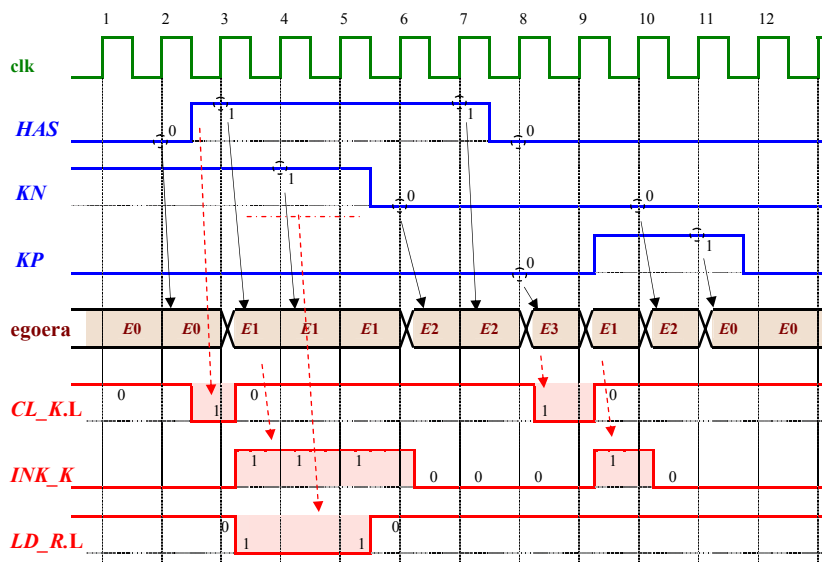 1 2 3 4 5 6 7 8 9 10 11 12
clk
HAS 0 1 1 0
KN 1 0 0
KP 0 1
egoera E0 E0 E1 E1 E1 E2 E2 E3 E1 E2 E0 E0
CL_K.L 0 1 0 1 0
INK_K 1 1 1 0 0 0 1 0
LD_R.L 0 1 1 0